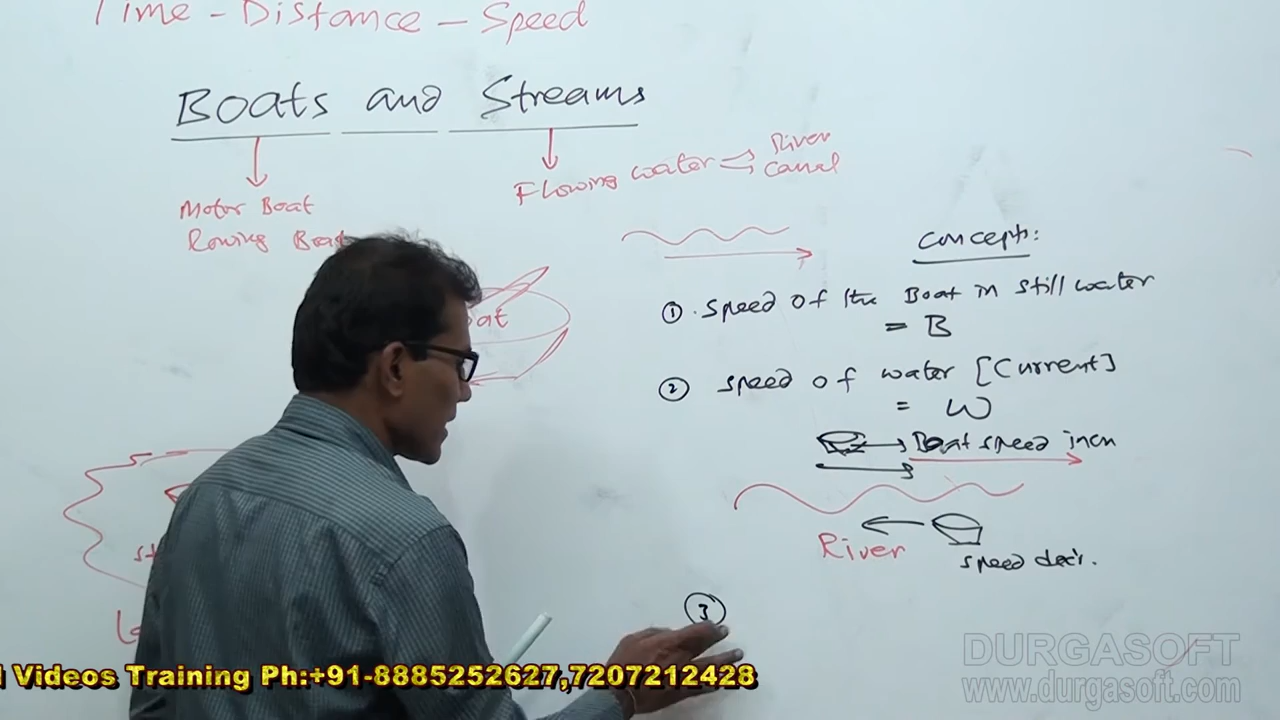 Time - Distance - Speed
Boats and Streams
Motor Boat
Rowing Boat
Flowing water
River
Canal
Concept:
① Speed of the Boat in still water
= B
② Speed of water [Current]
= W
Boat speed incr
River
speed decr.
③
d Videos Training Ph:+91-8885252627,7207212428
DURGASOFT
www.durgasoft.com